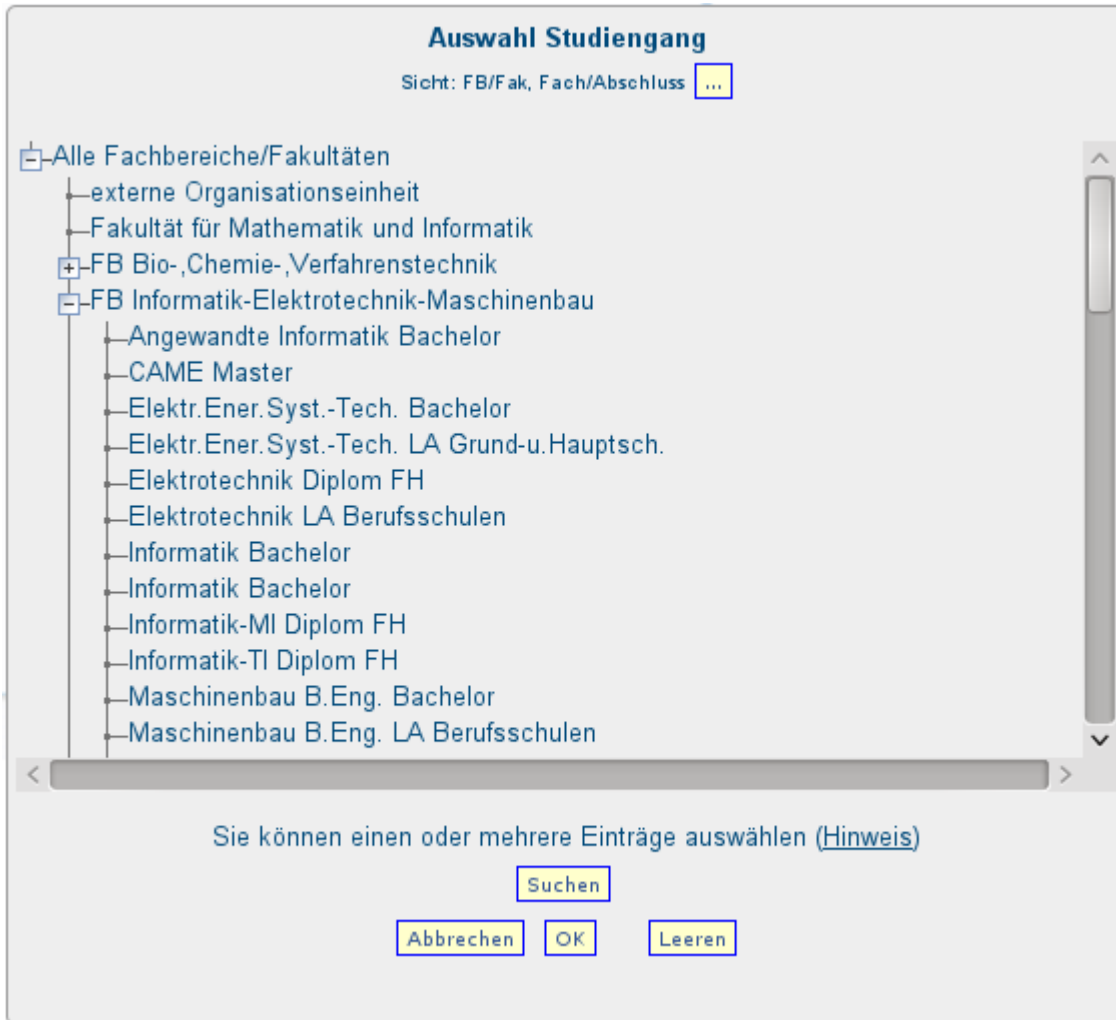 Auswahl Studiengang
Sicht: FB/Fak, Fach/Abschluss ...
Alle Fachbereiche/Fakultäten
externe Organisationseinheit
Fakultät für Mathematik und Informatik
FB Bio-,Chemie-,Verfahrenstechnik
FB Informatik-Elektrotechnik-Maschinenbau
Angewandte Informatik Bachelor
CAME Master
Elektr.Ener.Syst.-Tech. Bachelor
Elektr.Ener.Syst.-Tech. LA Grund-u.Hauptsch.
Elektrotechnik Diplom FH
Elektrotechnik LA Berufsschulen
Informatik Bachelor
Informatik Bachelor
Informatik-MI Diplom FH
Informatik-TI Diplom FH
Maschinenbau B.Eng. Bachelor
Maschinenbau B.Eng. LA Berufsschulen
Sie können einen oder mehrere Einträge auswählen (Hinweis)
Suchen
Abbrechen OK Leeren